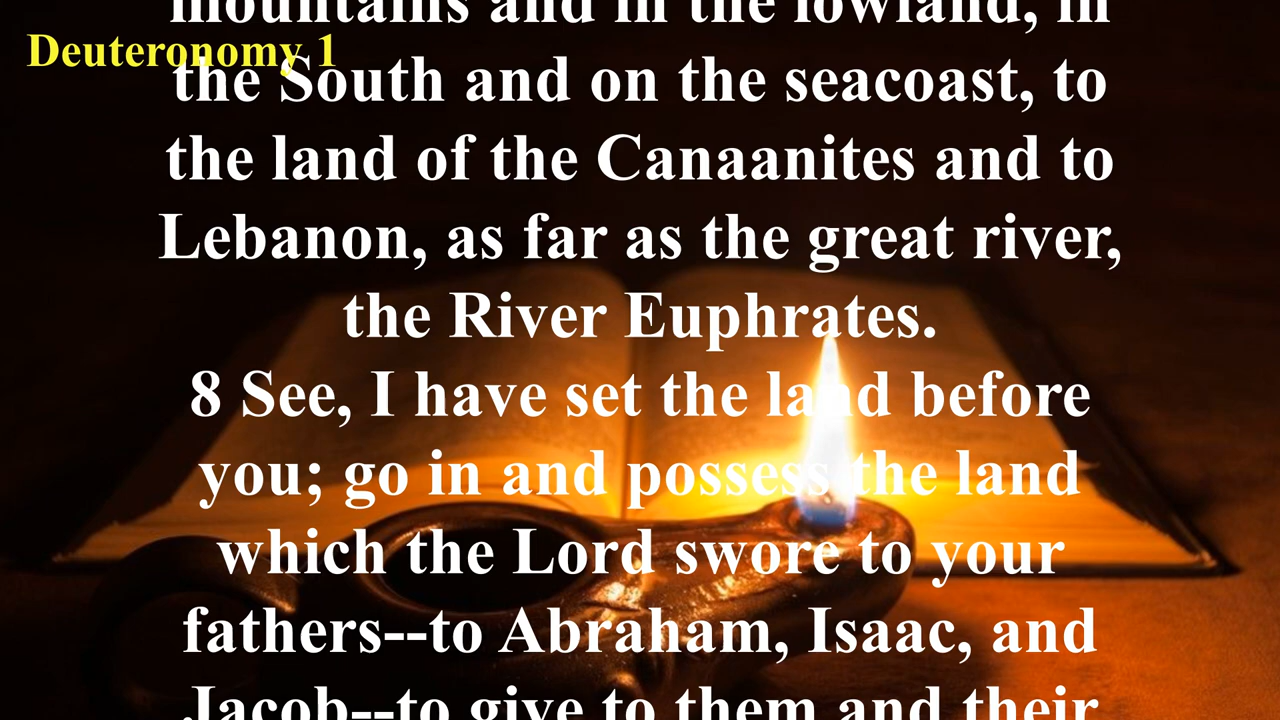 mountains and in the lowland, in
Deuteronomy 1
the South and on the seacoast, to
the land of the Canaanites and to
Lebanon, as far as the great river,
the River Euphrates.
8 See, I have set the land before
you; go in and possess the land
which the Lord swore to your
fathers--to Abraham, Isaac, and
Jacob--to give to them and their